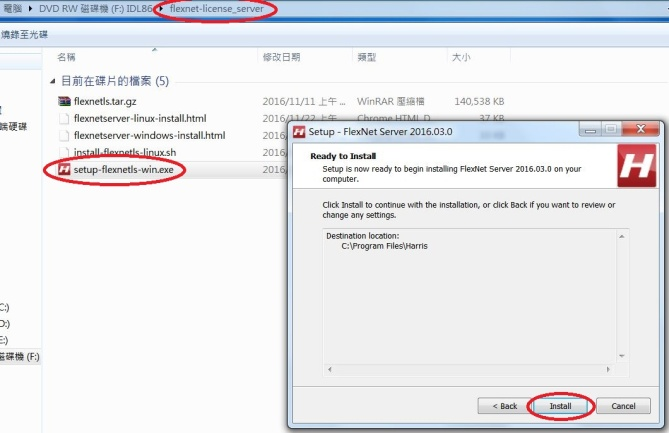 電腦 ▸ DVD RW 磁碟機 (F:) IDL86 ▸ flexnet-license_server
燒錄至光碟
名稱 修改日期 類型 大小
目前在碟片的檔案 (5)
flexnetls.tar.gz 2016/11/11 上午 ... WinRAR 壓縮檔 140,538 KB
flexnetserver-linux-install.html 2016/11/22 上午 Chrome HTML D 37 KB
flexnetserver-windows-install.html 2016/
install-flexnetls-linux.sh 2016/
setup-flexnetls-win.exe 2016/
端硬碟
C:)
D:)
E:)
磁碟機 (F:)
Setup - FlexNet Server 2016.03.0
Ready to Install
Setup is now ready to begin installing FlexNet Server 2016.03.0 on your
computer.
Click Install to continue with the installation, or click Back if you want to review or
change any settings.
Destination location:
C:\Program Files\Harris
< Back Install Cancel